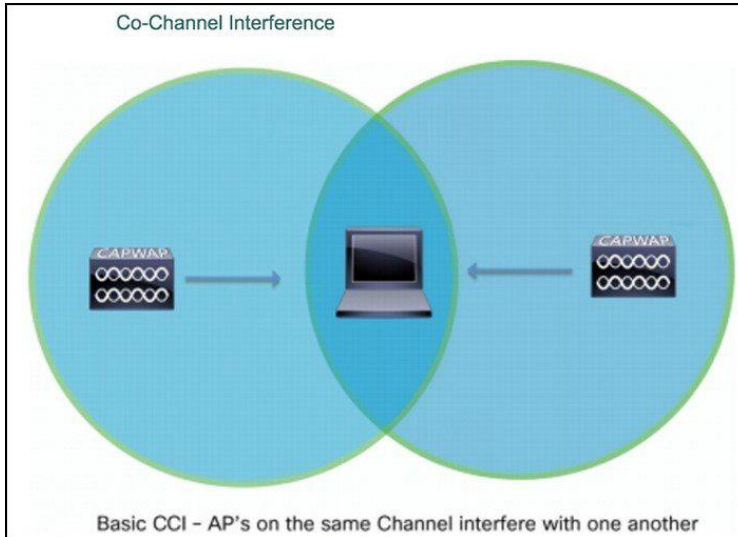 Co-Channel Interference
CAPWAP
CAPWAP
Basic CCI - AP's on the same Channel interfere with one another